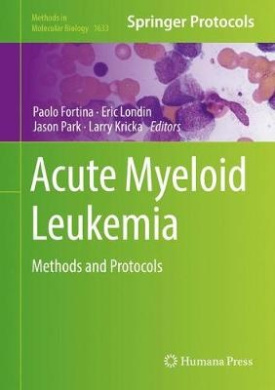 Methods in
Molecular Biology 1633
Springer Protocols
Paolo Fortina · Eric Londin
Jason Park · Larry Kricka Editors
Acute Myeloid
Leukemia
Methods and Protocols
Humana Press